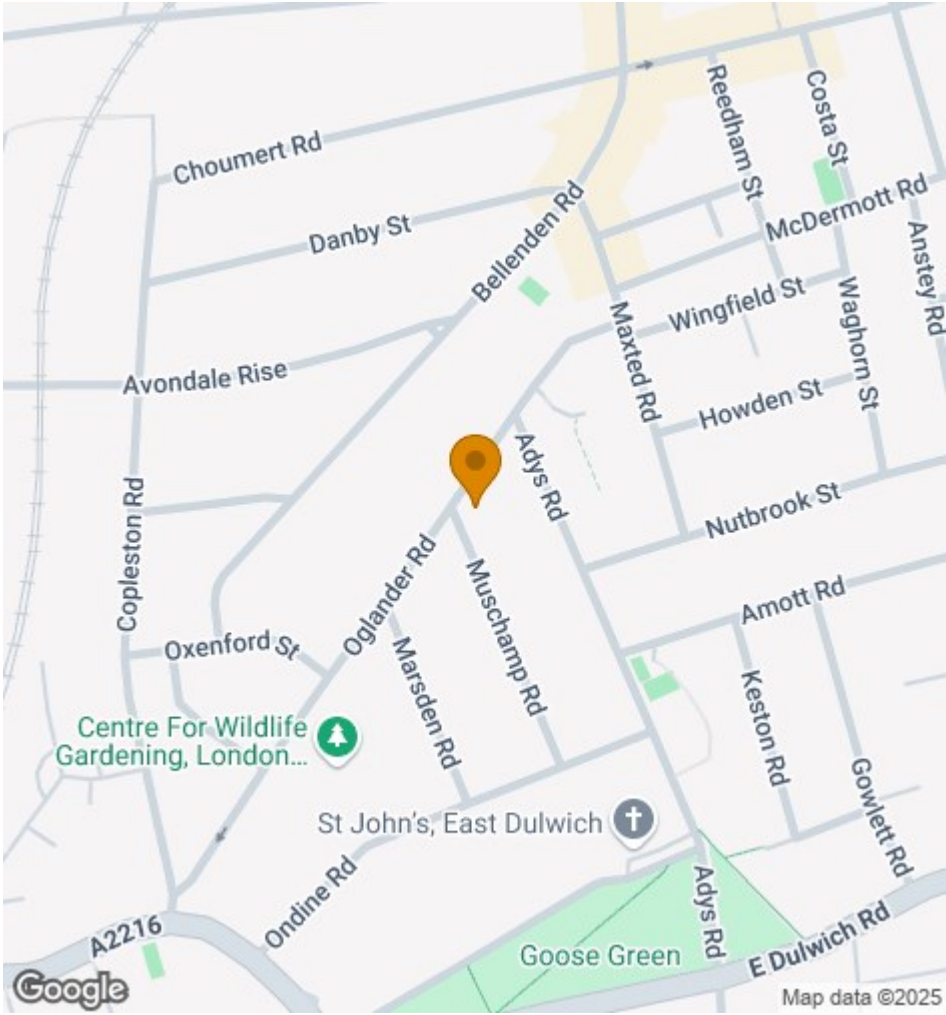 Choumert Rd
Reedham St
Costa St
Danby St
Bellenden Rd
McDermott Rd
Anstey Rd
Wingfield St
Waghorn St
Maxted Rd
Avondale Rise
Howden St
Adys Rd
Nutbrook St
Copleston Rd
Oglander Rd
Muschamp Rd
Amott Rd
Oxenford St
Marsden Rd
Keston Rd
Centre For Wildlife
Gardening, London...
Gowlett Rd
St John's, East Dulwich
Ondine Rd
Adys Rd
A2216
Goose Green
E Dulwich Rd
Google
Map data ©2025